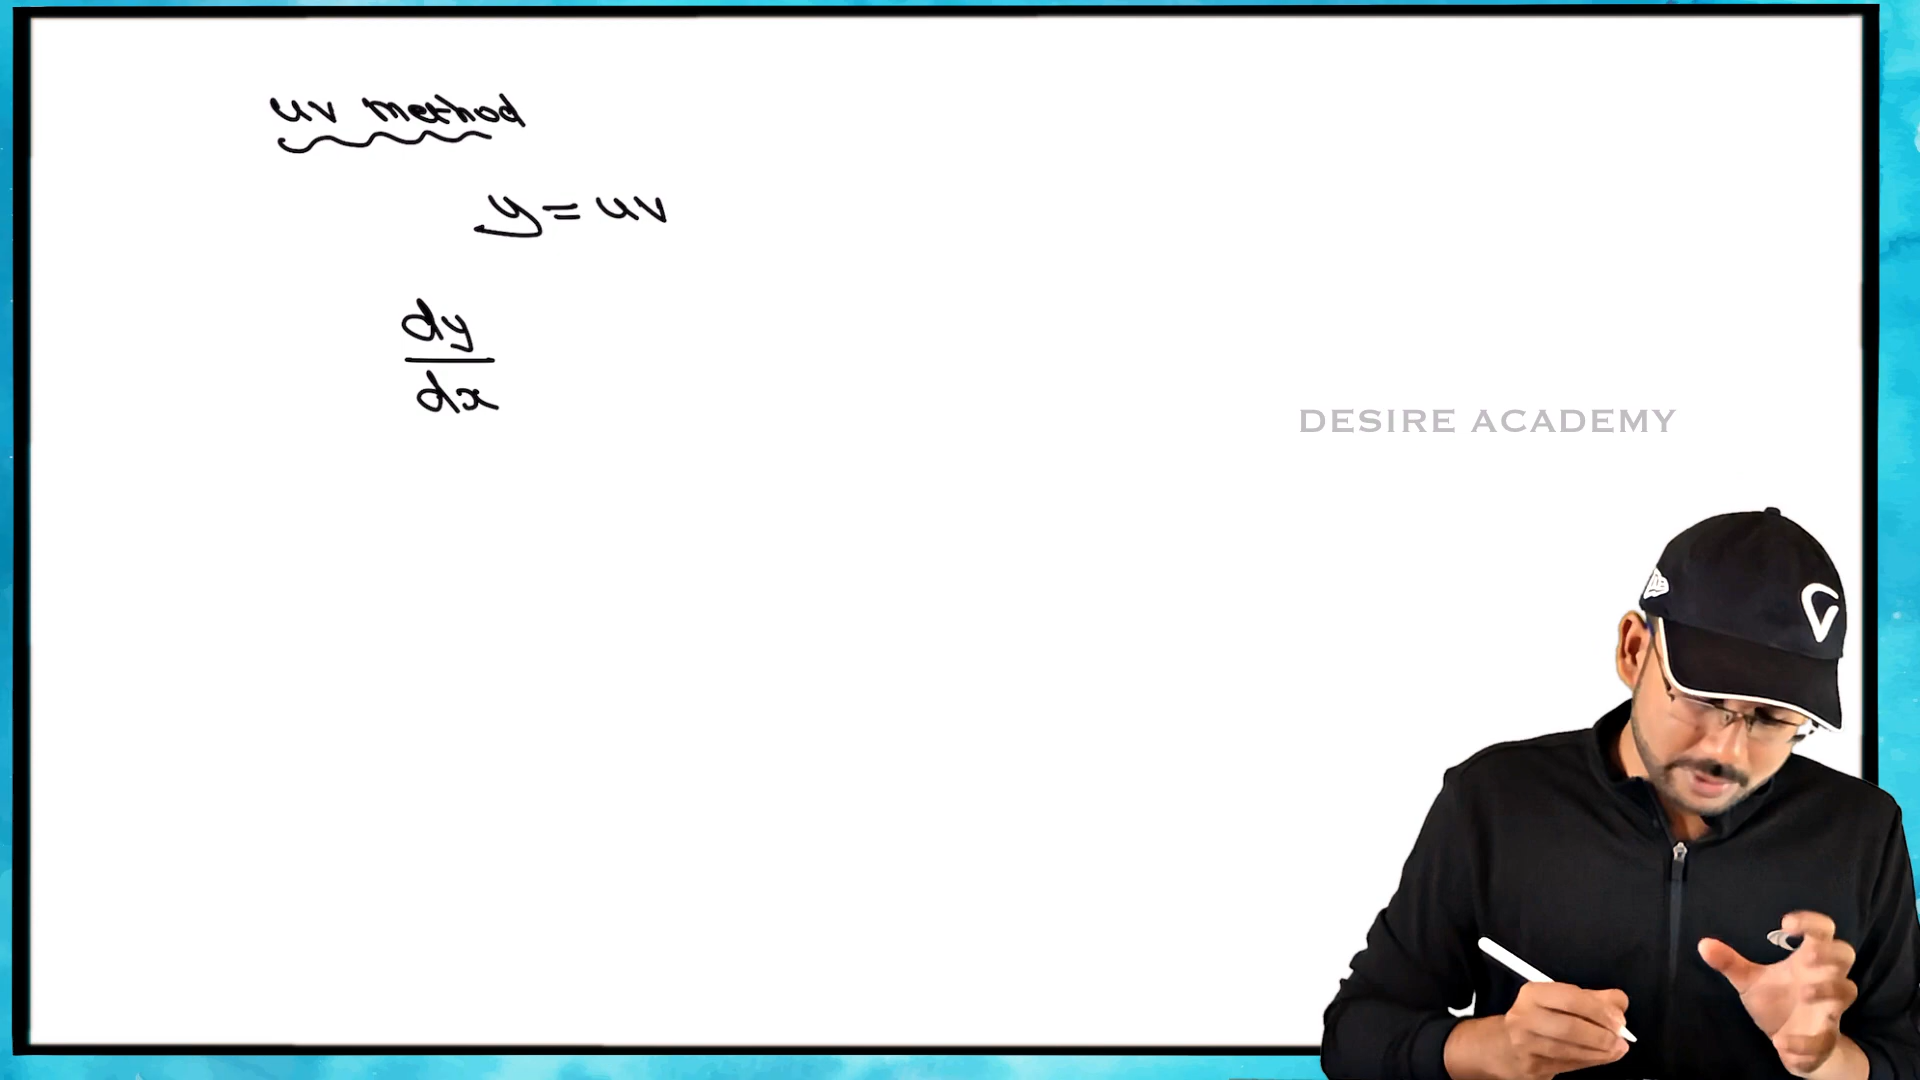 uv method
y = uv
dy
dx
DESIRE ACADEMY